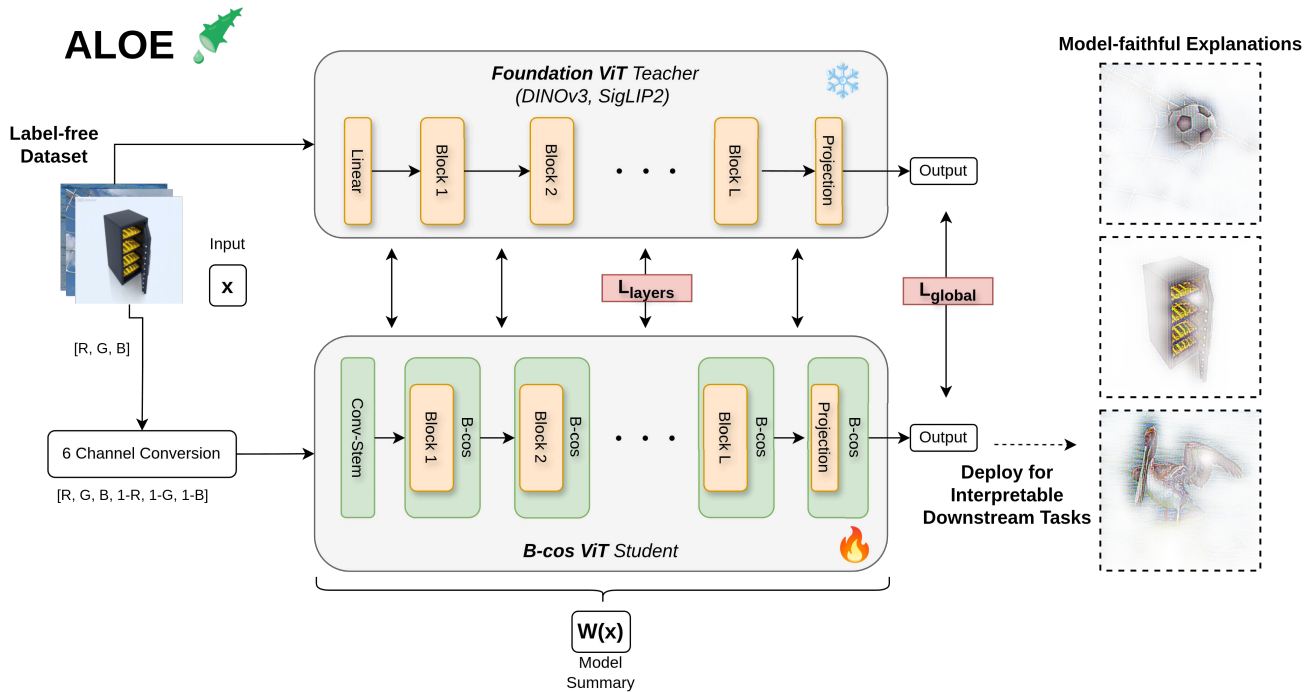 ALOE
Label-free
Dataset
Input
x
[R, G, B]
6 Channel Conversion
[R, G, B, 1-R, 1-G, 1-B]
Foundation ViT Teacher
(DINOv3, SigLIP2)
Linear
Block 1
Block 2
. . .
Block L
Projection
Output
Llayers
Lglobal
Conv-Stem
Block 1
B-cos
Block 2
B-cos
. . .
Block L
B-cos
Projection
B-cos
Output
B-cos ViT Student
W(x)
Model
Summary
Deploy for
Interpretable
Downstream Tasks
Model-faithful Explanations